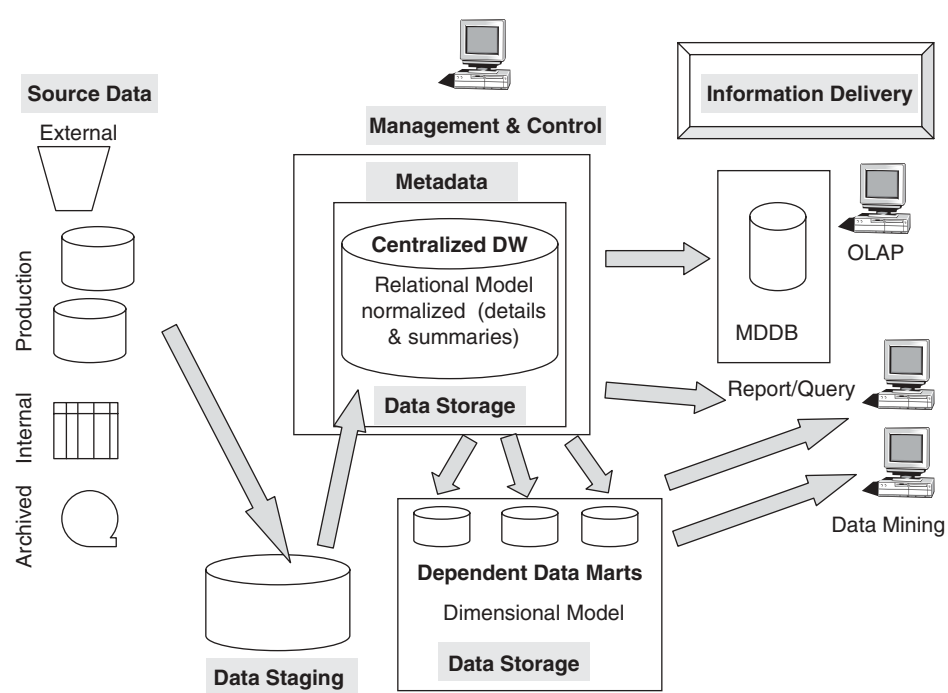 Source Data
External
Production
Internal
Archived
Data Staging
Management & Control
Metadata
Centralized DW
Relational Model
normalized (details
& summaries)
Data Storage
Dependent Data Marts
Dimensional Model
Data Storage
Information Delivery
OLAP
MDDB
Report/Query
Data Mining